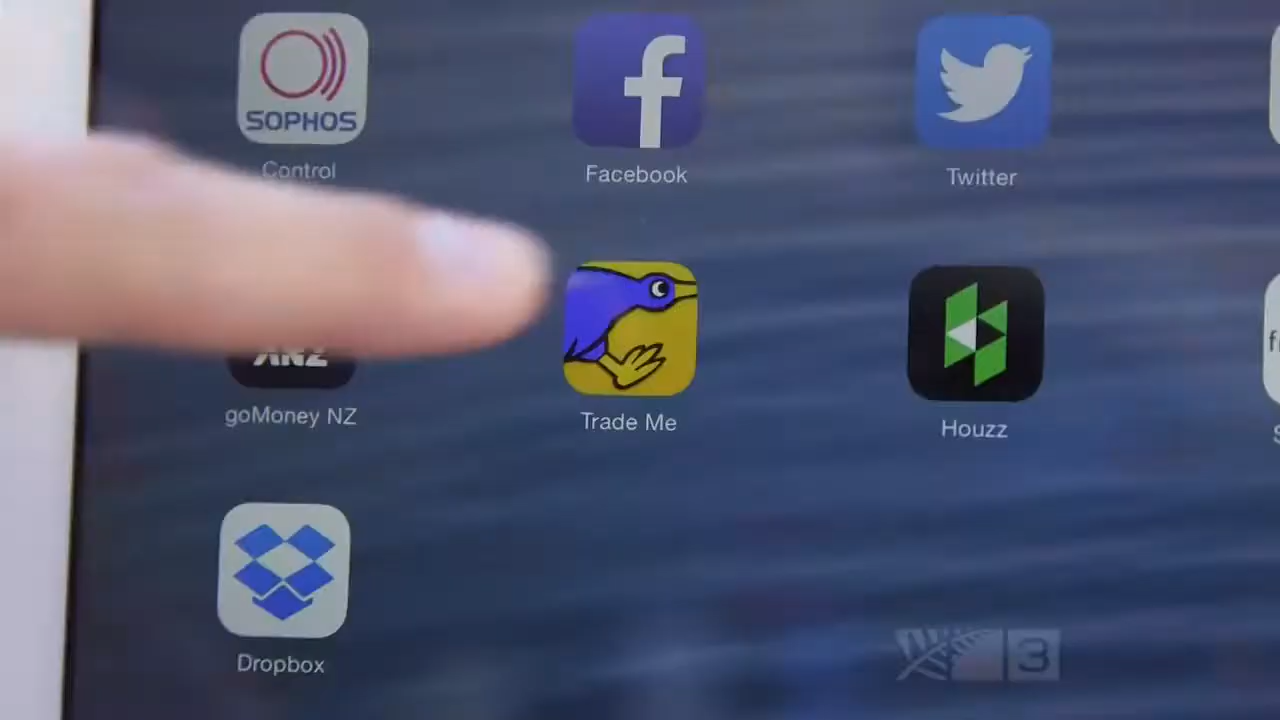 SOPHOS
Control
Facebook
Twitter
ANZ
goMoney NZ
Trade Me
Houzz
Dropbox
3